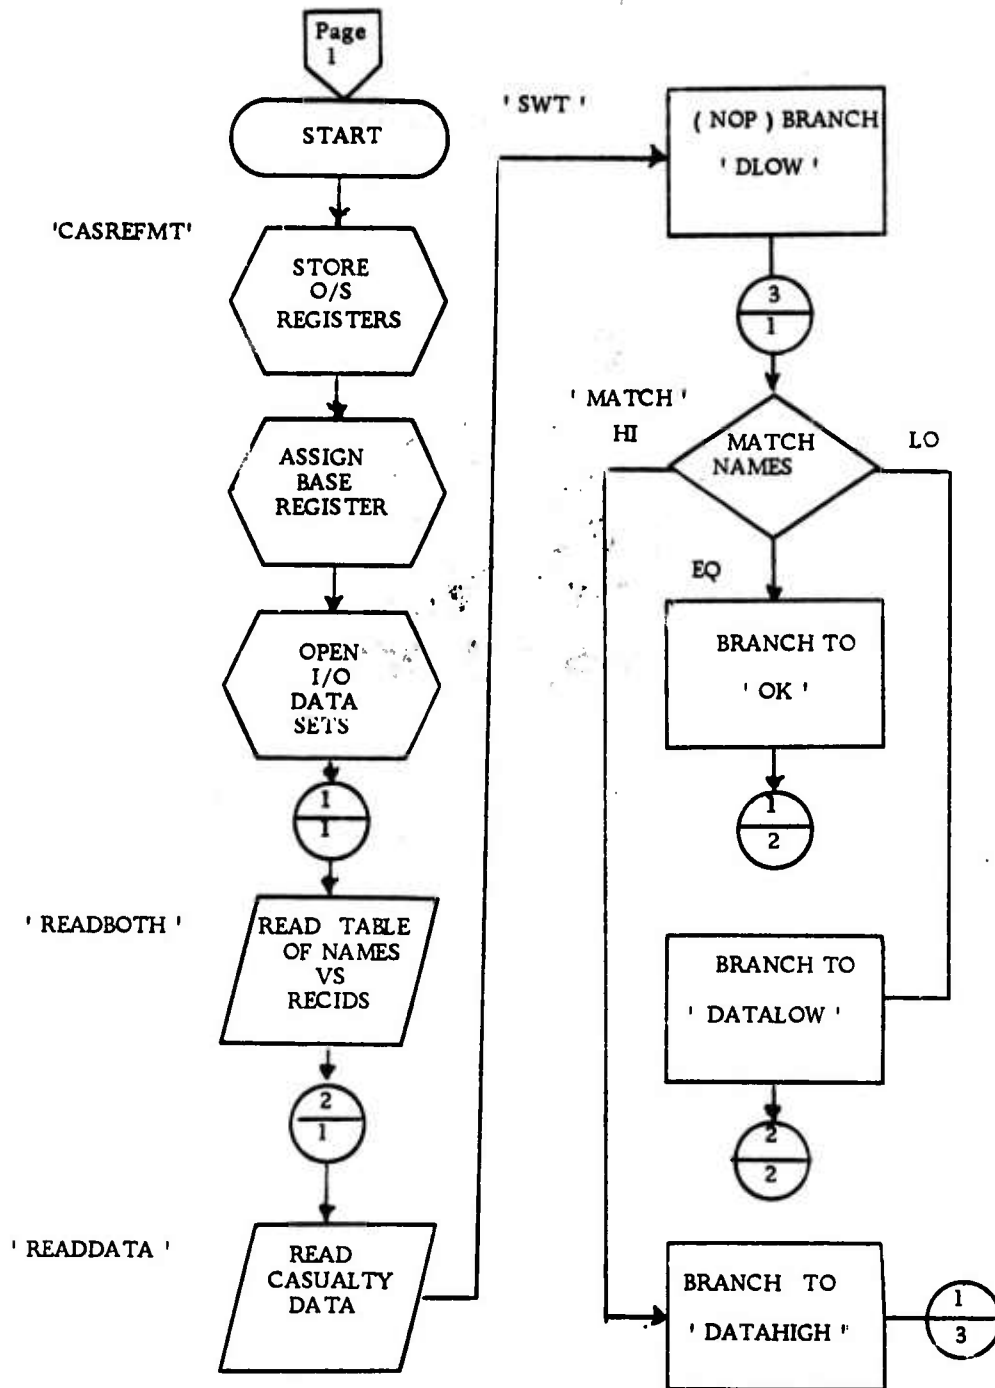 Page
1
START
'CASREFMT'
STORE
O/S
REGISTERS
ASSIGN
BASE
REGISTER
OPEN
I/O
DATA
SETS
1
1
' READBOTH '
READ TABLE
OF NAMES
VS
RECIDS
2
1
' READDATA '
READ
CASUALTY
DATA
' SWT '
( NOP ) BRANCH
' DLOW '
3
1
' MATCH '
HI
MATCH
NAMES
LO
EQ
BRANCH TO
' OK '
1
2
BRANCH TO
' DATALOW '
2
2
BRANCH TO
' DATAHIGH '
1
3